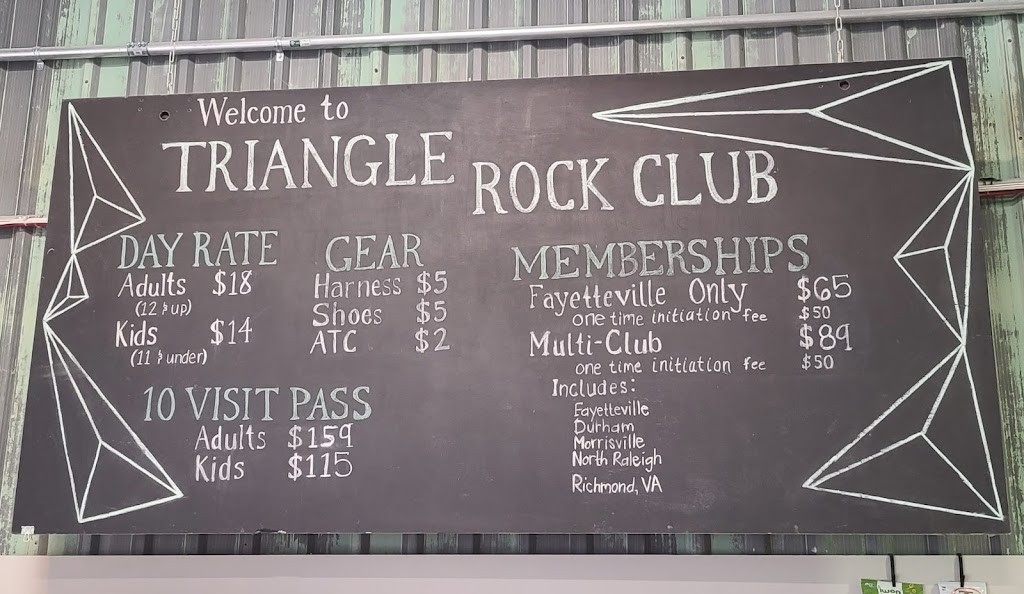 Welcome to
TRIANGLE ROCK CLUB
DAY RATE
Adults $18
(12 & up)
Kids $14
(11 & under)
10 VISIT PASS
Adults $159
Kids $115
GEAR
Harness $5
Shoes $5
ATC $2
MEMBERSHIPS
Fayetteville Only $65
one time initiation fee $50
Multi-Club $89
one time initiation fee $50
Includes:
Fayetteville
Durham
Morrisville
North Raleigh
Richmond, VA